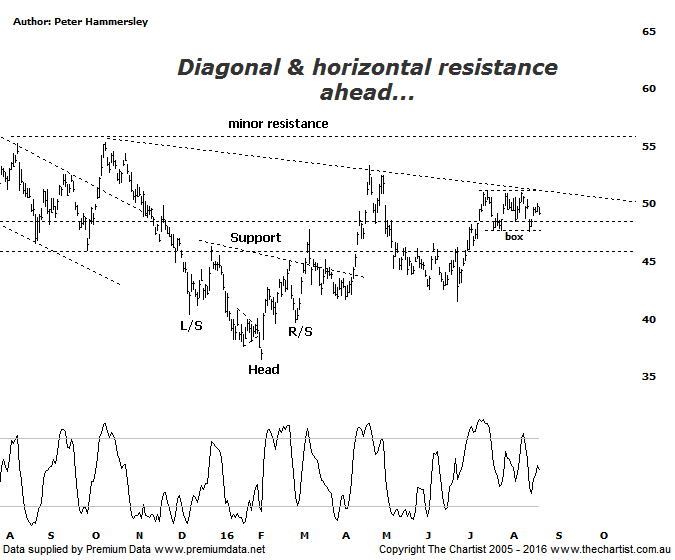 Author: Peter Hammersley
Diagonal & horizontal resistance
ahead...
65
60
minor resistance
55
50
Support
box
45
40
L/S
R/S
Head
35
A S O N D 16 F M A M J J A S O
Data supplied by Premium Data www.premiumdata.net
Copyright The Chartist 2005 - 2016 www.thechartist.com.au